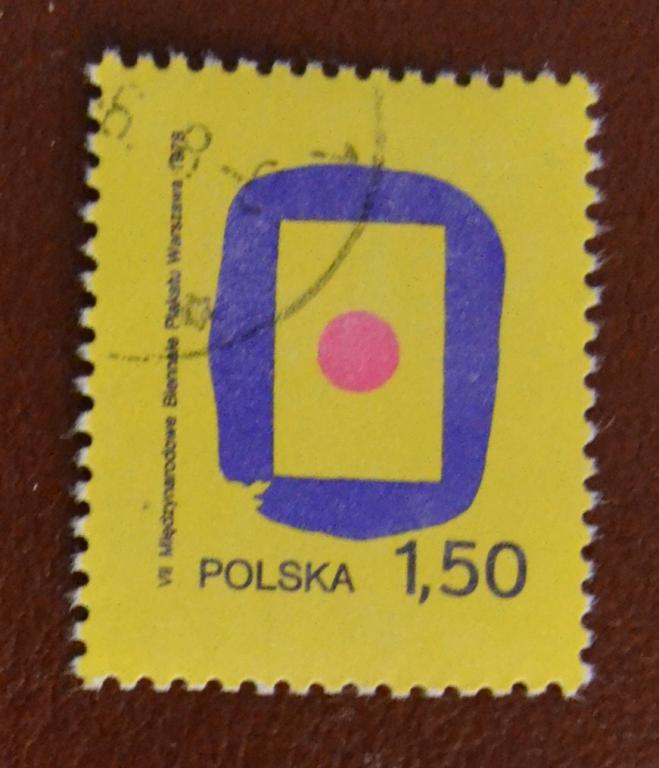 VII Międzynarodowe Biennale Plakatu Warszawa 1978
POLSKA 1,50